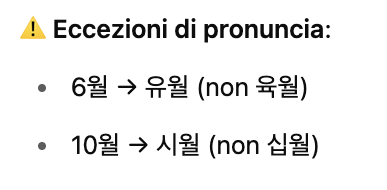 ⚠️ Eccezioni di pronuncia:
• 6월 → 유월 (non 육월)
• 10월 → 시월 (non 십월)